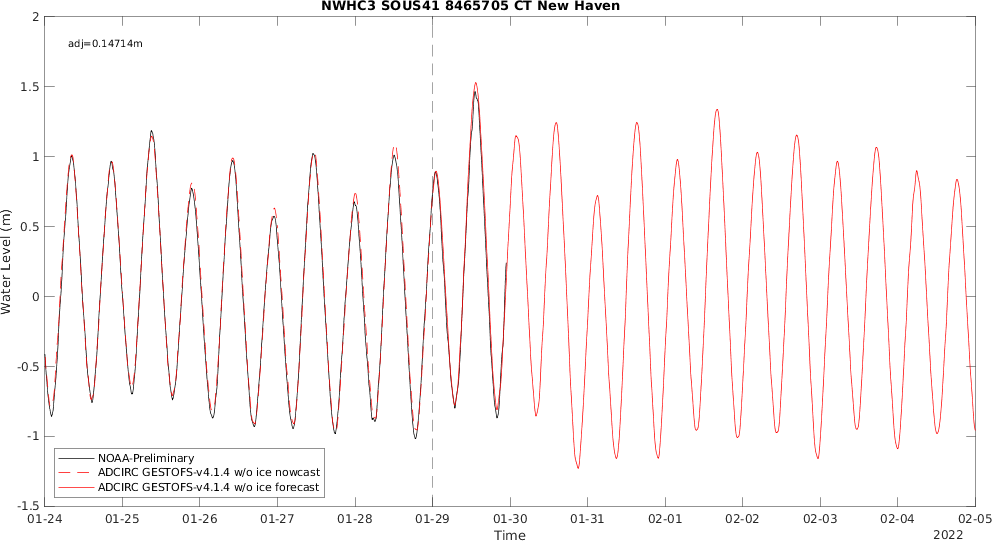 NWHC3 SOUS41 8465705 CT New Haven
adj=0.14714m
Water Level (m)
2
1.5
1
0.5
0
-0.5
-1
-1.5
NOAA-Preliminary
ADCIRC GESTOFS-v4.1.4 w/o ice nowcast
ADCIRC GESTOFS-v4.1.4 w/o ice forecast
01-24 01-25 01-26 01-27 01-28 01-29 01-30 01-31 02-01 02-02 02-03 02-04 02-05
Time
2022